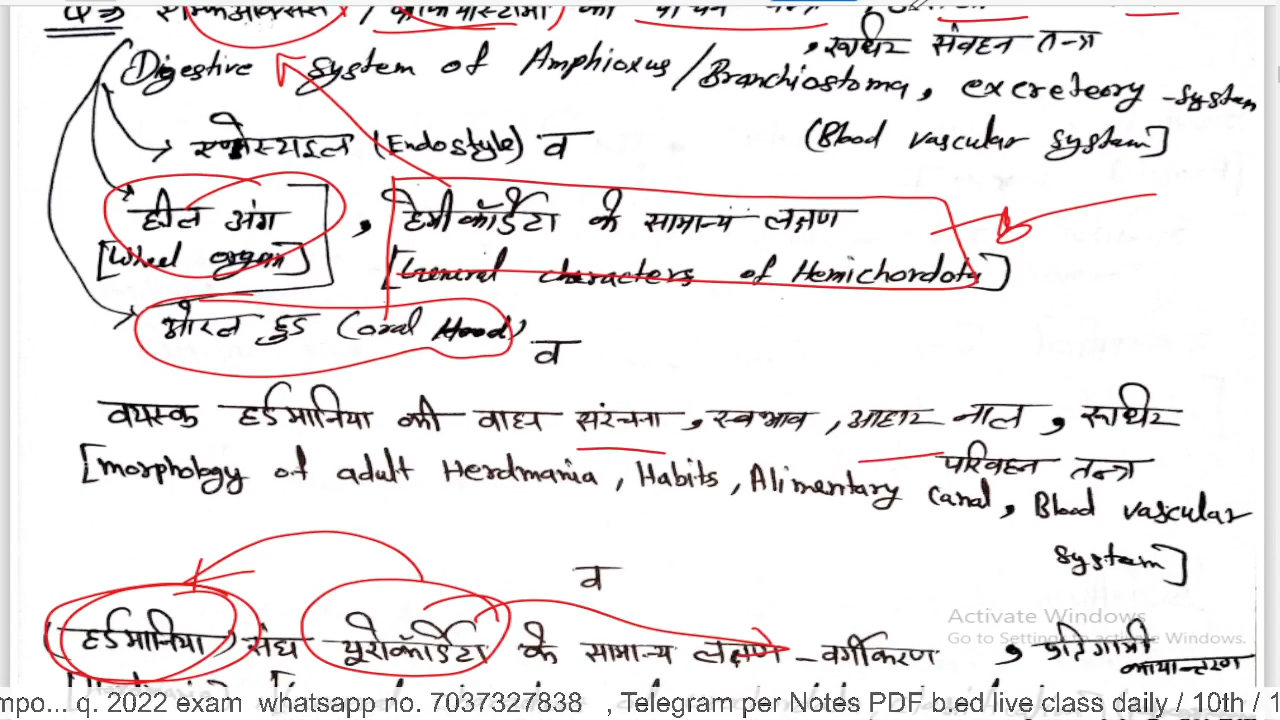 Digestive System of Amphioxus/Branchiostoma, excreteory -system
, रूधिर संवहन तन्त्र
(Blood vascular system]
(Endostyle) व
हील अंग , हेमीकॉर्डेटा के सामान्य लक्षण
[Wheel organ] [General characters of Hemichordata]
ओरल हुड (oral Hood)
व
वयस्क हर्डमानिया की वाह्य संरचना , स्वभाव , आहार नाल , रूधिर
परिवहन तन्त्र
[morphology of adult Herdmania, Habits, Alimentary canal, Blood vascular
system]
व
(हर्डमानिया) संघ यूरोकॉर्डेटा के सामान्य लक्षण - वर्गीकरण ,
Activate Windows
Go to Settings to activate Windows.
mpo... q. 2022 exam whatsapp no. 7037327838 , Telegram per Notes PDF b.ed live class daily / 10th / 1